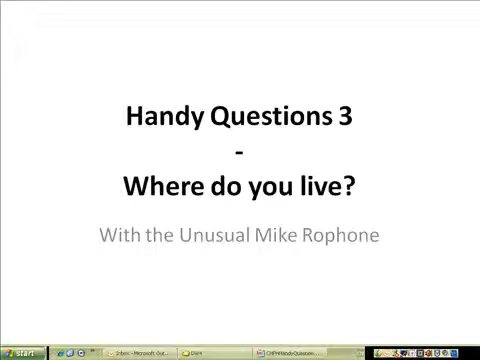 Handy Questions 3
-
Where do you live?
With the Unusual Mike Rophone
start
Inbox - Microsoft Out...